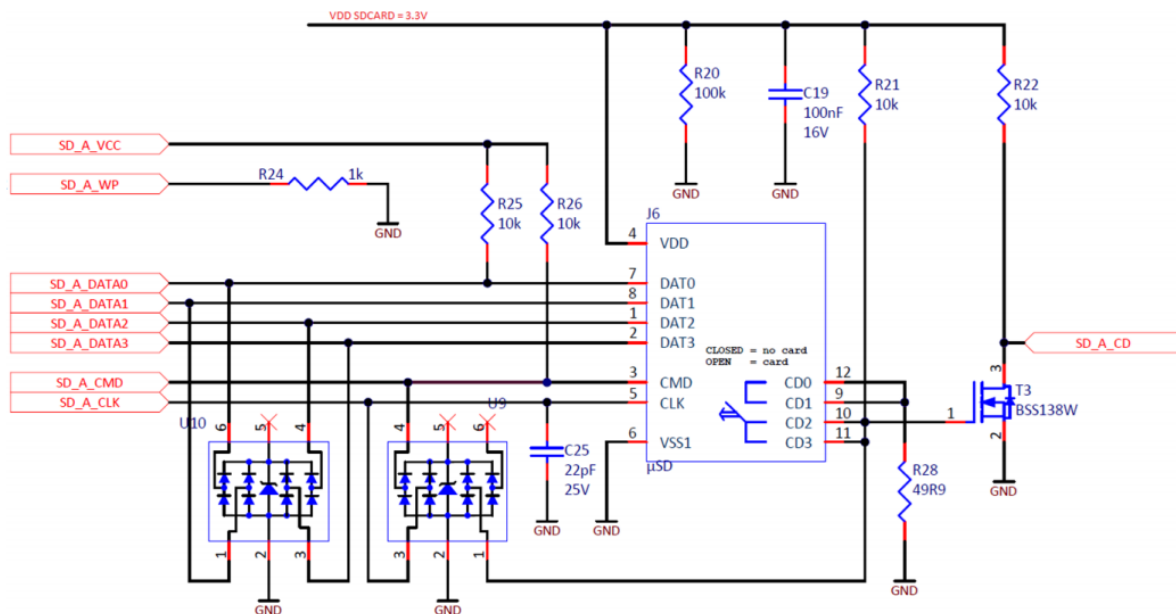 VDD SDCARD = 3.3V
R20
100k
C19
100nF
16V
R21
10k
R22
10k
SD_A_VCC
SD_A_WP
R24
1k
GND
R25
10k
R26
10k
GND
GND
J6
4
VDD
SD_A_DATA0
7
DAT0
SD_A_DATA1
8
DAT1
SD_A_DATA2
1
DAT2
SD_A_DATA3
2
DAT3
CLOSED = no card
OPEN = card
SD_A_CD
SD_A_CMD
3
CMD
CD0
12
SD_A_CLK
5
CLK
CD1
9
CD2
10
6
VSS1
CD3
11
µSD
3
T3
BSS138W
1
2
GND
U10
6
5
4
U9
4
5
6
C25
22pF
25V
GND
GND
R28
49R9
GND
1
2
3
GND
3
2
1
GND